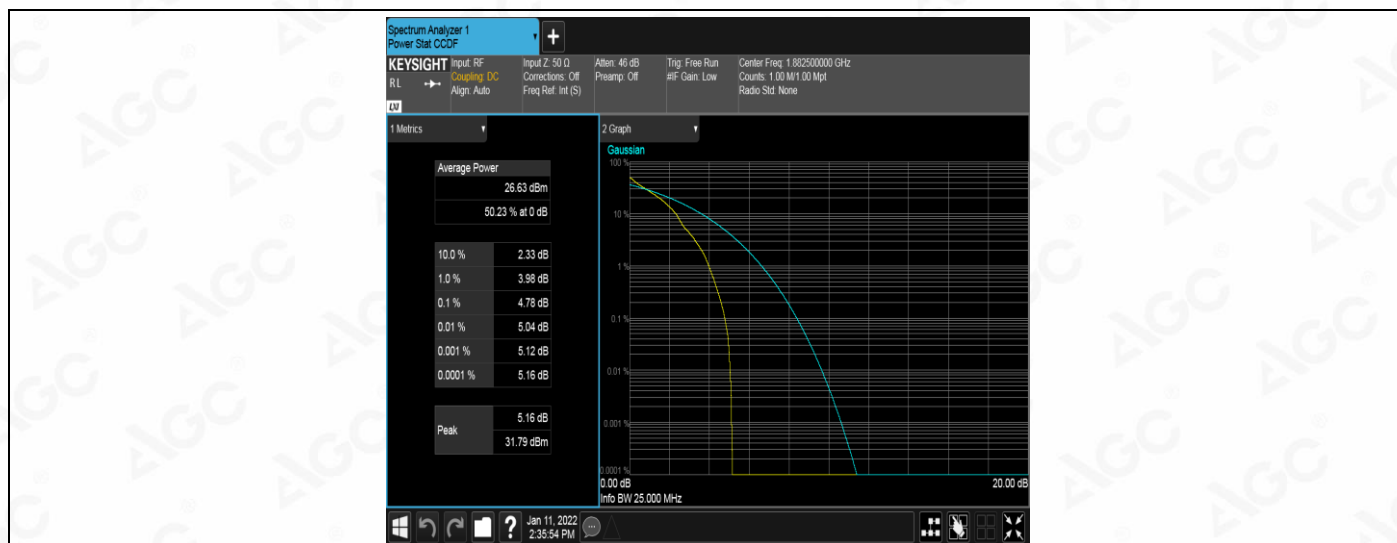 Spectrum Analyzer 1
Power Stat CCDF
KEYSIGHT
RL
LXI
Input: RF
Coupling: DC
Align: Auto
Input Z: 50 Ω
Corrections: Off
Freq Ref: Int (S)
Atten: 46 dB
Preamp: Off
Trig: Free Run
#IF Gain: Low
Center Freq: 1.882500000 GHz
Counts: 1.00 M/1.00 Mpt
Radio Std: None
1 Metrics
Average Power
26.63 dBm
50.23 % at 0 dB
10.0 % 2.33 dB
1.0 % 3.98 dB
0.1 % 4.78 dB
0.01 % 5.04 dB
0.001 % 5.12 dB
0.0001 % 5.16 dB
Peak
5.16 dB
31.79 dBm
2 Graph
Gaussian
100 %
10 %
1 %
0.1 %
0.01 %
0.001 %
0.0001 %
0.00 dB 20.00 dB
Info BW 25.000 MHz
Jan 11, 2022
2:35:54 PM
AGC